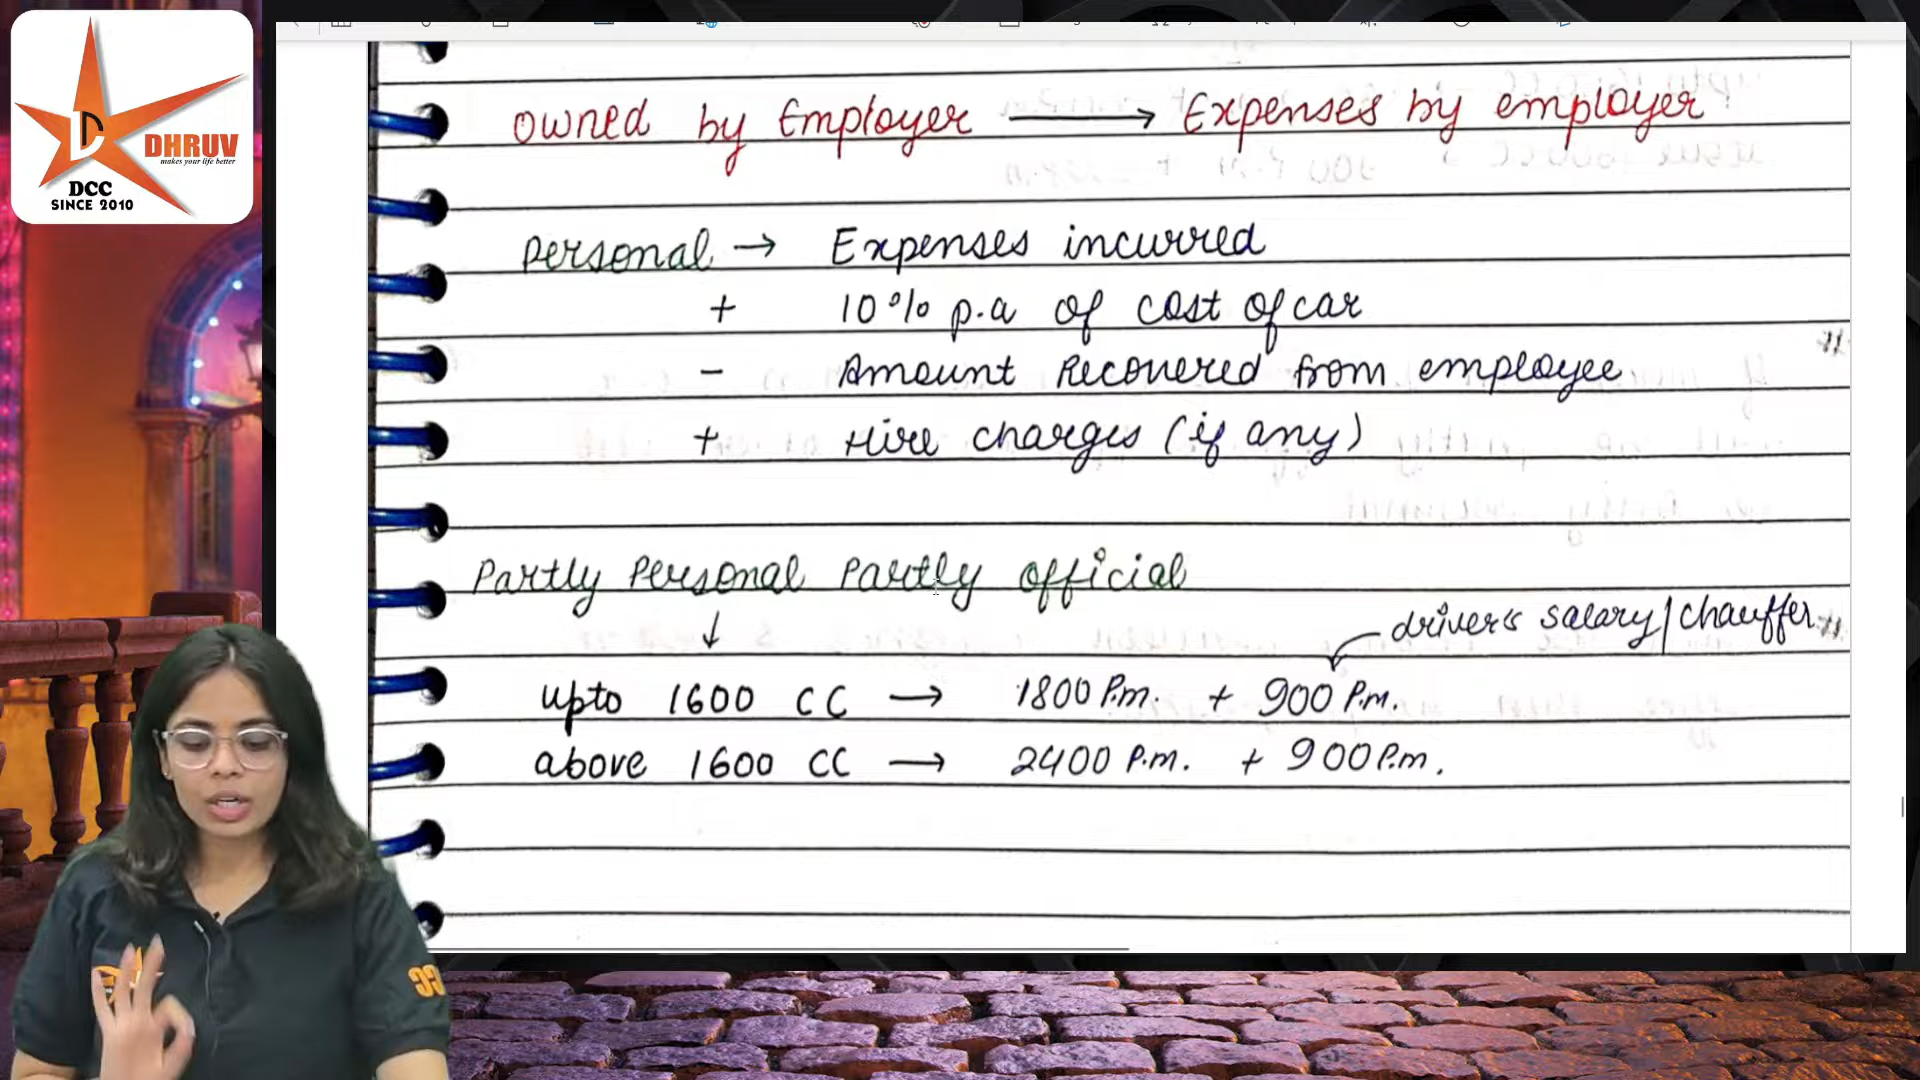 DHRUV
makes your life better
DCC
SINCE 2010
owned by Employer → Expenses by employer
Personal → Expenses incurred
+ 10% p.a of cost of car
- Amount Recovered from employee
+ Hire charges (if any)
Partly Personal Partly official
↓
driver's salary/chauffer
upto 1600 CC → 1800 P.m. + 900 P.m.
above 1600 CC → 2400 P.m. + 900 P.m.